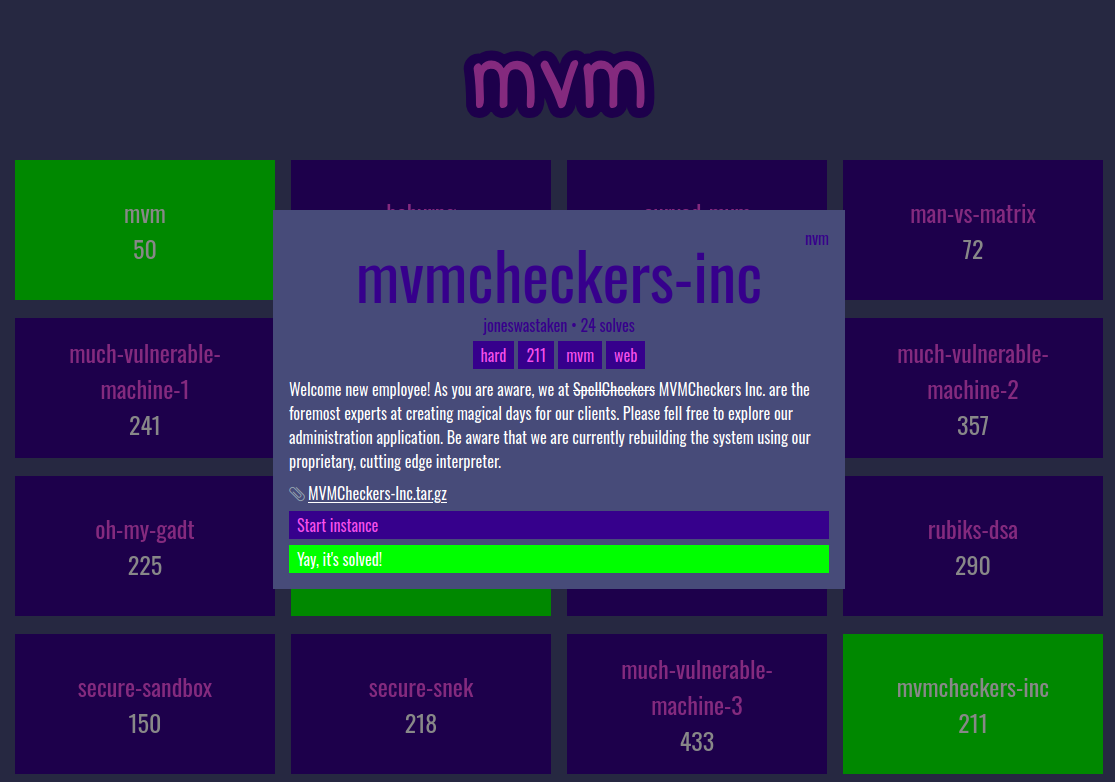 mvm
mvm
50
man-vs-matrix
72
nvm
mvmcheckers-inc
joneswastaken • 24 solves
hard 211 mvm web
Welcome new employee! As you are aware, we at SpellCheckers MVMCheckers Inc. are the
foremost experts at creating magical days for our clients. Please fell free to explore our
administration application. Be aware that we are currently rebuilding the system using our
proprietary, cutting edge interpreter.
MVMCheckers-Inc.tar.gz
Start instance
Yay, it's solved!
much-vulnerable-
machine-1
241
much-vulnerable-
machine-2
357
oh-my-gadt
225
rubiks-dsa
290
secure-sandbox
150
secure-snek
218
much-vulnerable-
machine-3
433
mvmcheckers-inc
211